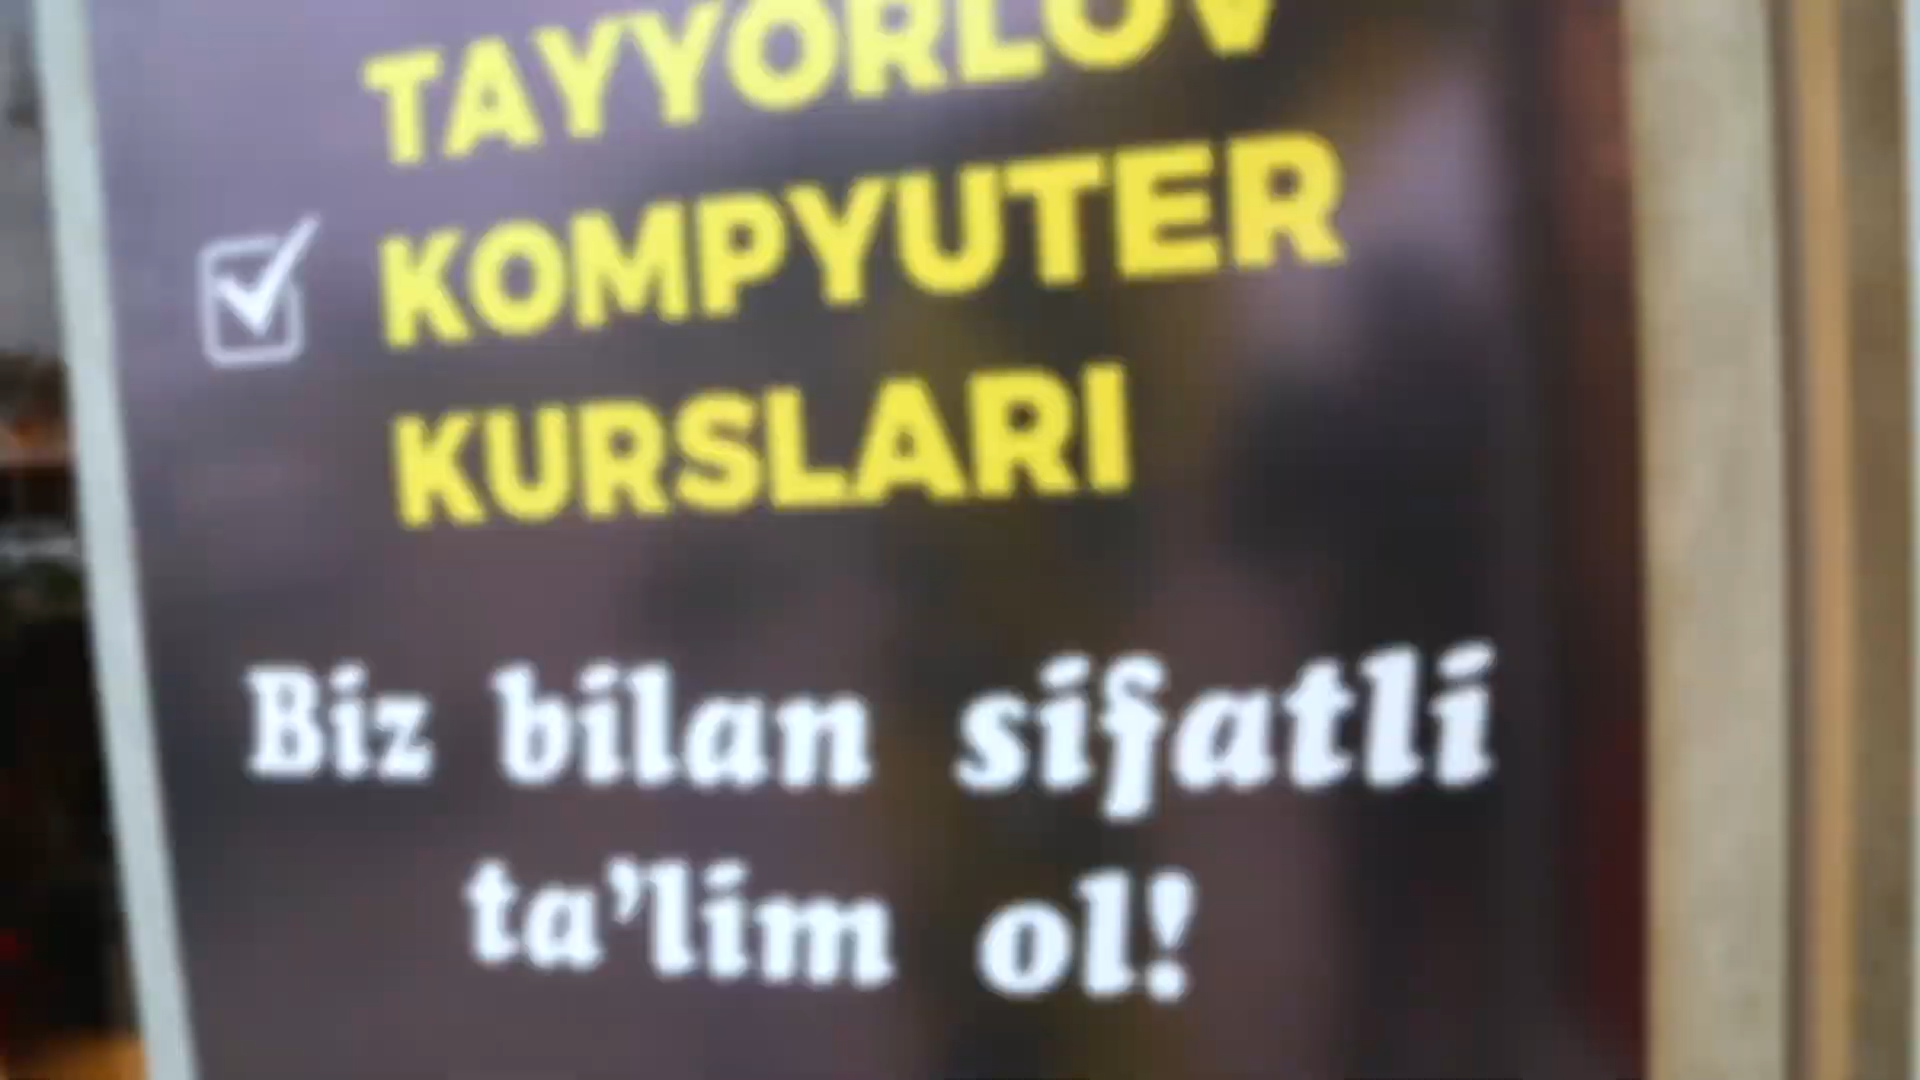 TAYYORLOV
KOMPYUTER
KURSLARI
Biz bilan sifatli
ta’lim ol!